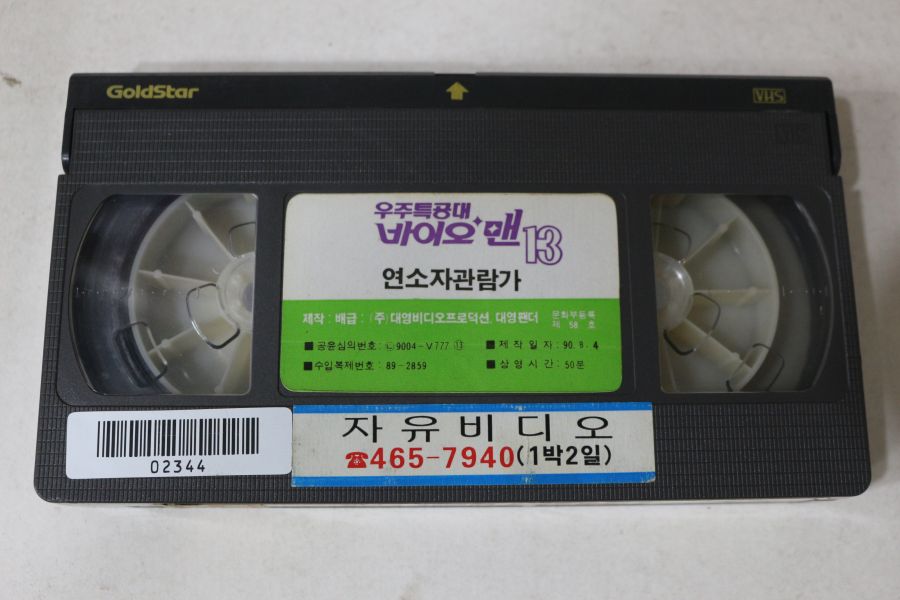 GoldStar
VHS
VHS
우주특공대
바이오맨 13
연소자관람가
제작 : 배급 : (주) 대영비디오프로덕션, 대영팬더
문화부등록
제 58 호
■ 공윤심의번호 : ㉡9004-V777 ⑬
■ 제작일자 : 90. 8. 4
■ 수입복제번호 : 89-2859
■ 상영시간 : 50분
자유비디오
☎465-7940(1박2일)
02344